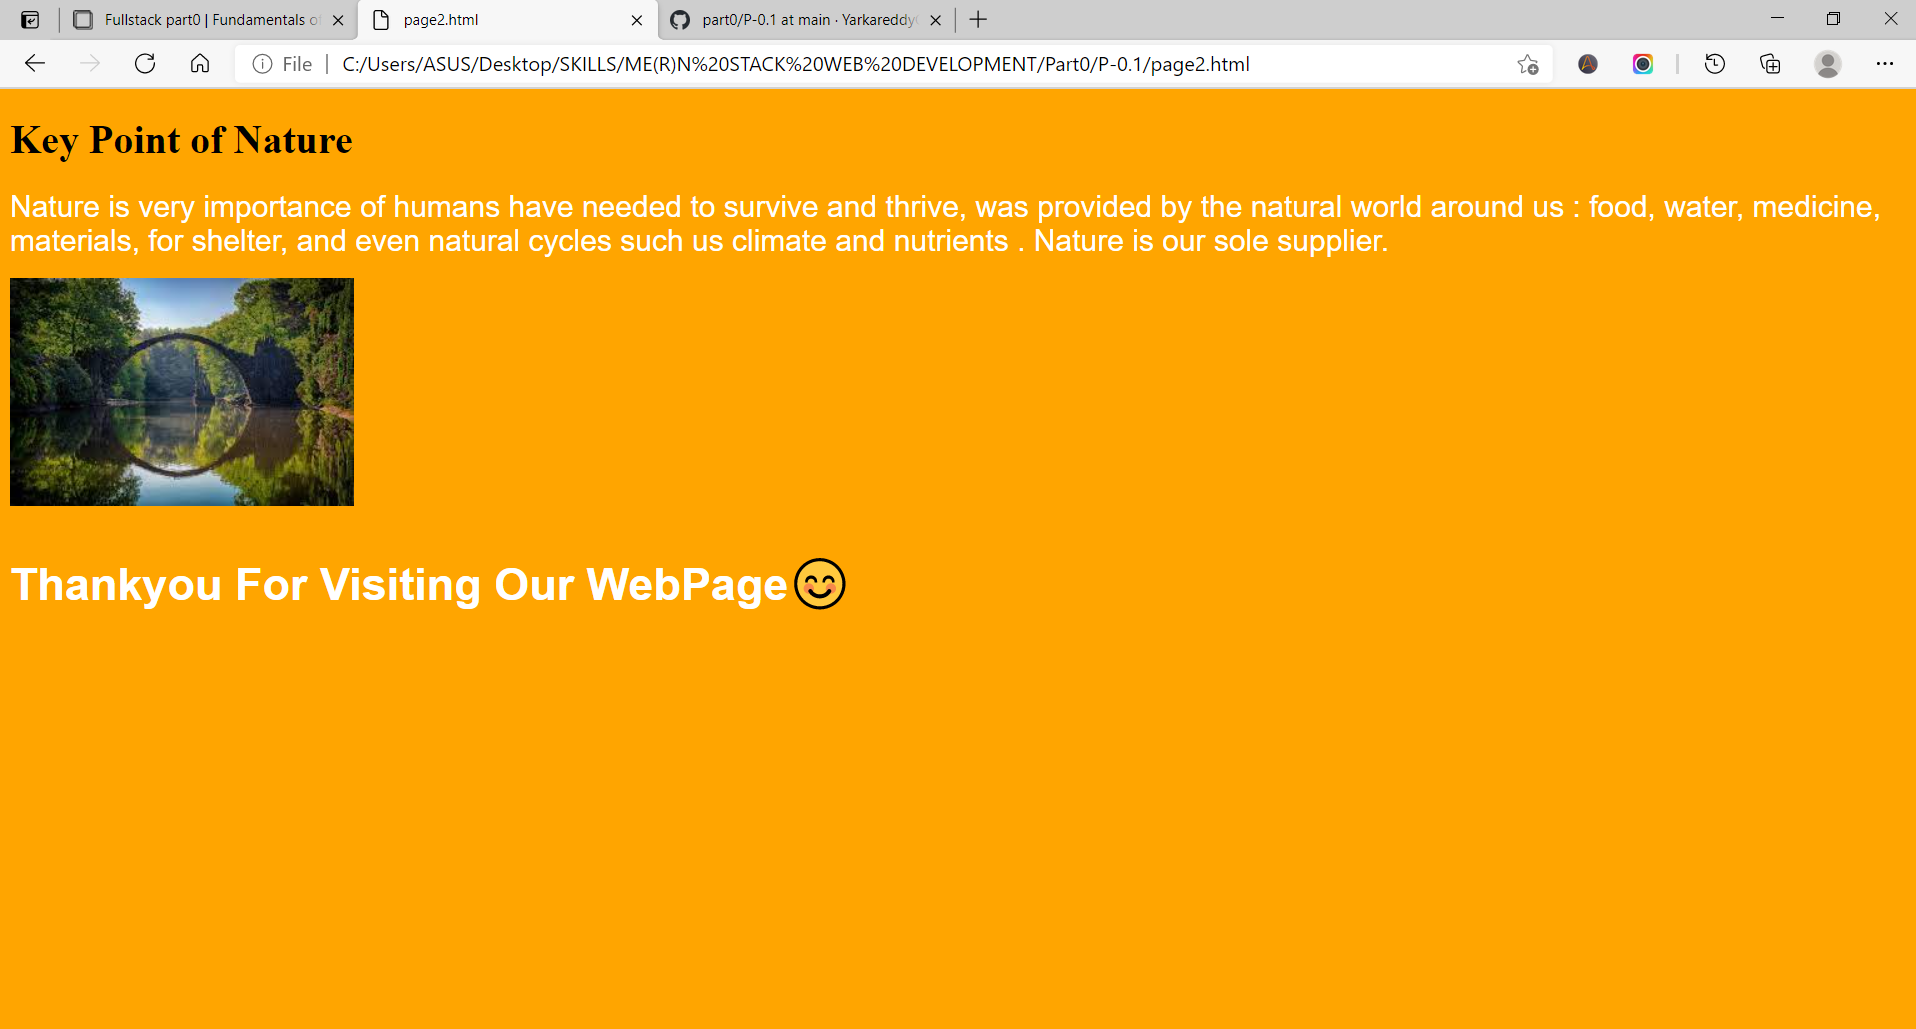 Fullstack part0 | Fundamentals o
page2.html
part0/P-0.1 at main · Yarkareddy
File | C:/Users/ASUS/Desktop/SKILLS/ME(R)N%20STACK%20WEB%20DEVELOPMENT/Part0/P-0.1/page2.html
Key Point of Nature
Nature is very importance of humans have needed to survive and thrive, was provided by the natural world around us : food, water, medicine,
materials, for shelter, and even natural cycles such us climate and nutrients . Nature is our sole supplier.
Thankyou For Visiting Our WebPage😊